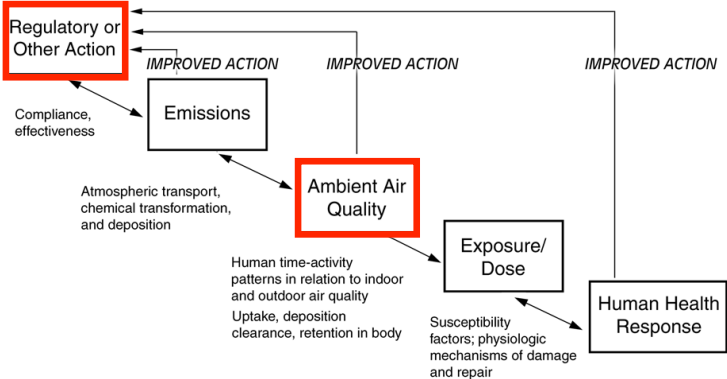 Regulatory or
Other Action
IMPROVED ACTION
IMPROVED ACTION
IMPROVED ACTION
Compliance,
effectiveness
Emissions
Atmospheric transport,
chemical transformation,
and deposition
Ambient Air
Quality
Human time-activity
patterns in relation to indoor
and outdoor air quality
Uptake, deposition
clearance, retention in body
Exposure/
Dose
Susceptibility
factors; physiologic
mechanisms of damage
and repair
Human Health
Response